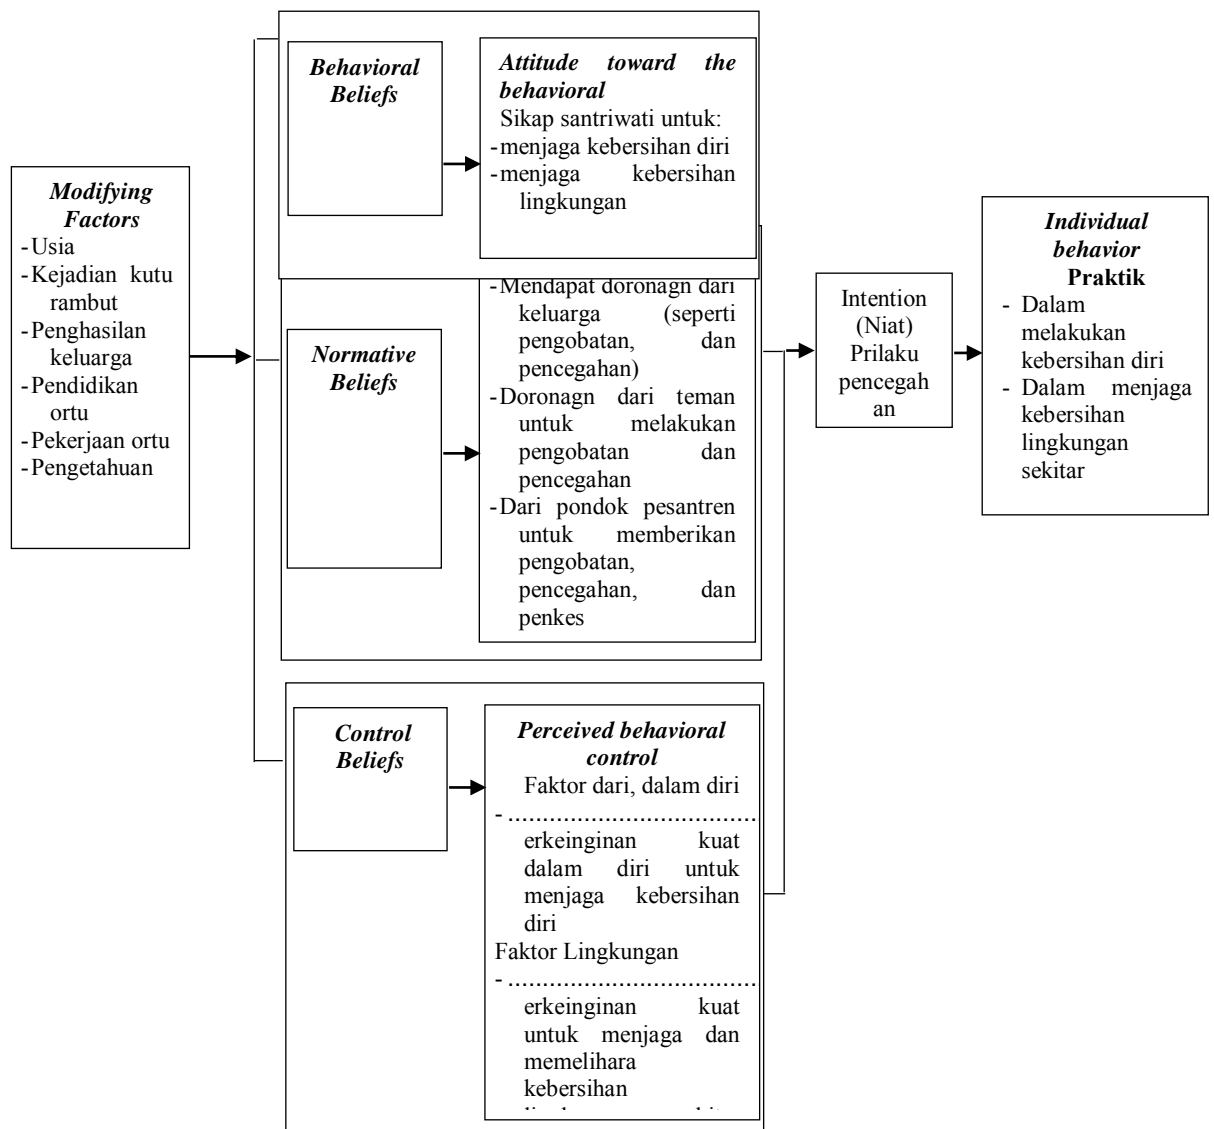 Modifying
Factors
-Usia
-Kejadian kutu
rambut
-Penghasilan
keluarga
-Pendidikan
ortu
-Pekerjaan ortu
-Pengetahuan
Behavioral
Beliefs
Attitude toward the
behavioral
Sikap santriwati untuk:
-menjaga kebersihan diri
-menjaga kebersihan
lingkungan
Normative
Beliefs
-Mendapat doronagn dari
keluarga (seperti
pengobatan, dan
pencegahan)
-Doronagn dari teman
untuk melakukan
pengobatan dan
pencegahan
-Dari pondok pesantren
untuk memberikan
pengobatan,
pencegahan, dan
penkes
Control
Beliefs
Perceived behavioral
control
Faktor dari, dalam diri
- ....................................
erkeinginan kuat
dalam diri untuk
menjaga kebersihan
diri
Faktor Lingkungan
- ....................................
erkeinginan kuat
untuk menjaga dan
memelihara
kebersihan
Intention
(Niat)
Prilaku
pencegah
an
Individual
behavior
Praktik
- Dalam
melakukan
kebersihan diri
- Dalam menjaga
kebersihan
lingkungan
sekitar